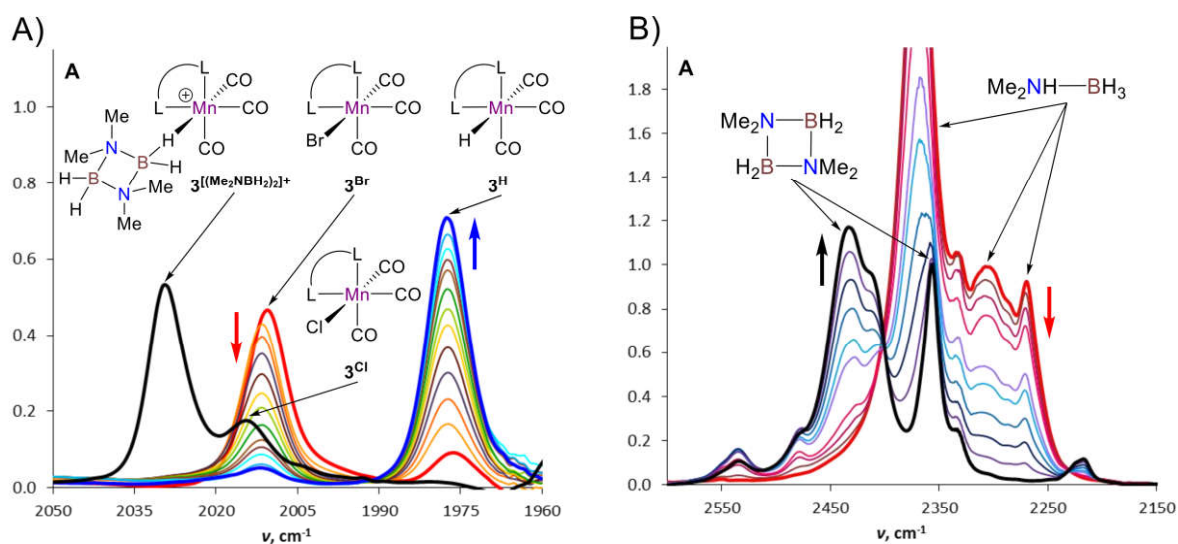 A)
A
L
L
⊕
Mn
CO
CO
CO
Me
N
H
Me
B
H
H
B
H
N
Me
H
Me
3[(Me₂NBH₂)₂]+
L
L
Mn
CO
CO
CO
Br
3Br
L
L
Mn
CO
CO
CO
H
3H
L
L
Mn
CO
CO
CO
Cl
3Cl
1.0
0.8
0.6
0.4
0.2
0.0
2050 2035 2020 2005 1990 1975 1960
ν, cm-1
B)
A
Me₂N BH₂
H₂B NMe₂
Me₂NH BH₃
1.8
1.6
1.4
1.2
1.0
0.8
0.6
0.4
0.2
0.0
2550 2450 2350 2250 2150
ν, cm-1